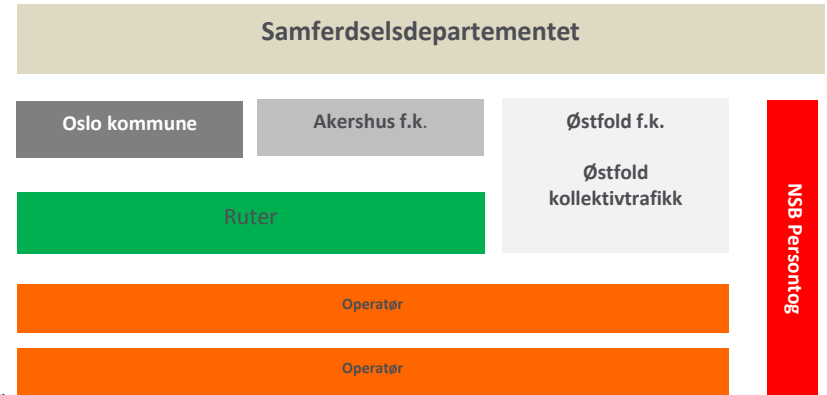 Samferdselsdepartementet
Oslo kommune
Akershus f.k.
Østfold f.k.
Østfold
kollektivtrafikk
Ruter
NSB Persontog
Operatør
Operatør